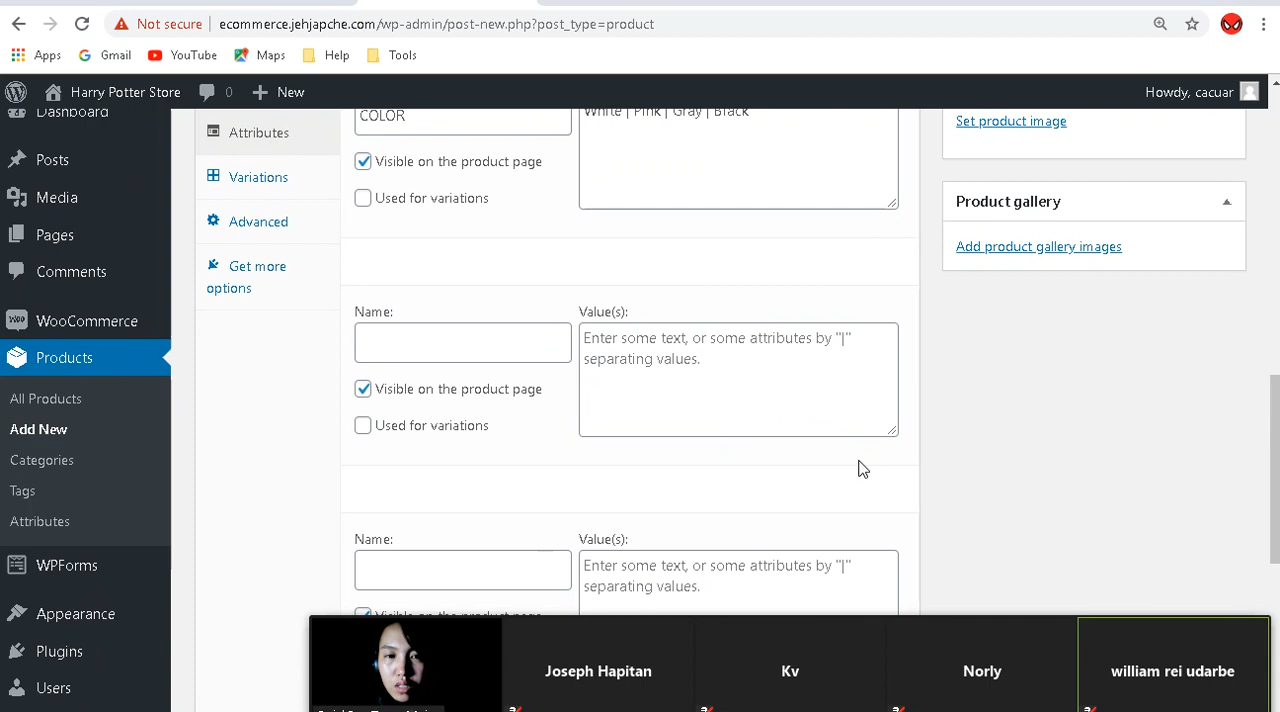 Not secure
ecommerce.jehjapche.com/wp-admin/post-new.php?post_type=product
Apps
Gmail
YouTube
Maps
Help
Tools
Harry Potter Store
0
New
Howdy, cacuar
Dashboard
Posts
Media
Pages
Comments
WooCommerce
Products
All Products
Add New
Categories
Tags
Attributes
WPForms
Appearance
Plugins
Users
Attributes
Variations
Advanced
Get more
options
COLOR
White | Pink | Gray | Black
Visible on the product page
Used for variations
Name:
Value(s):
Enter some text, or some attributes by "|"
separating values.
Visible on the product page
Used for variations
Name:
Value(s):
Enter some text, or some attributes by "|"
separating values.
Visible on the product page
Set product image
Product gallery
Add product gallery images
Joseph Hapitan
Kv
Norly
william rei udarbe